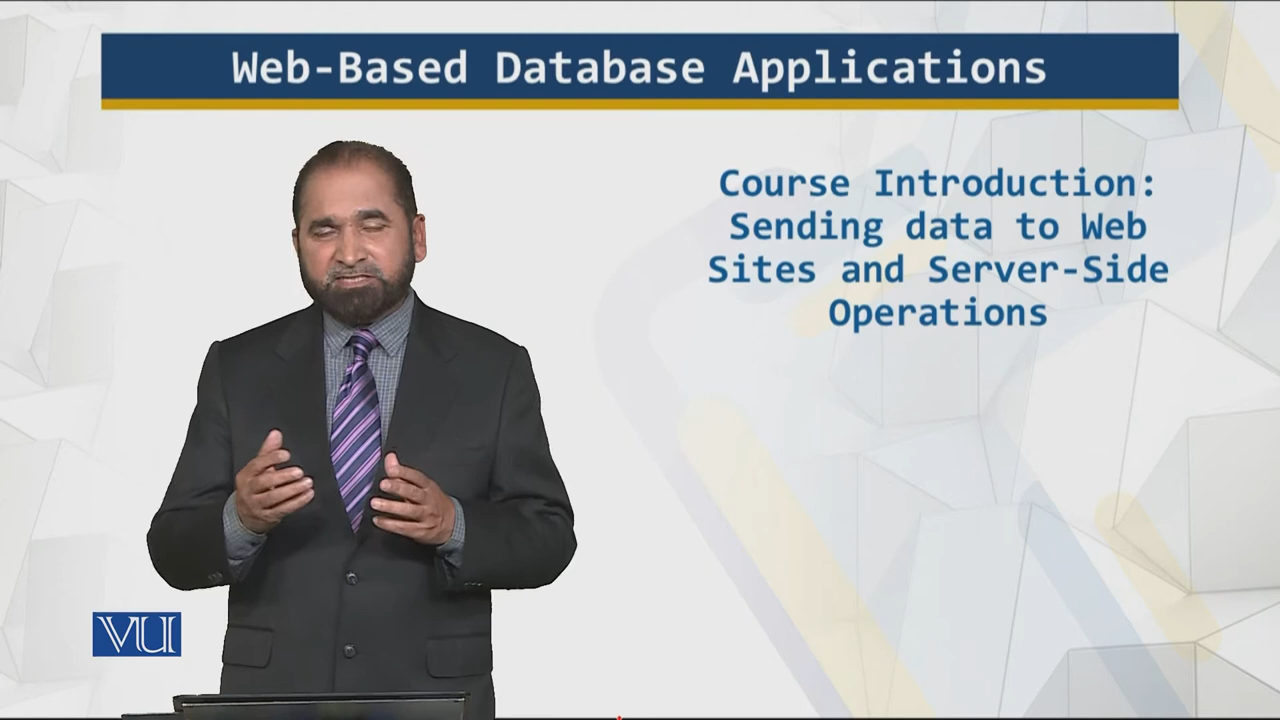 Web-Based Database Applications
Course Introduction:
Sending data to Web
Sites and Server-Side
Operations
VU